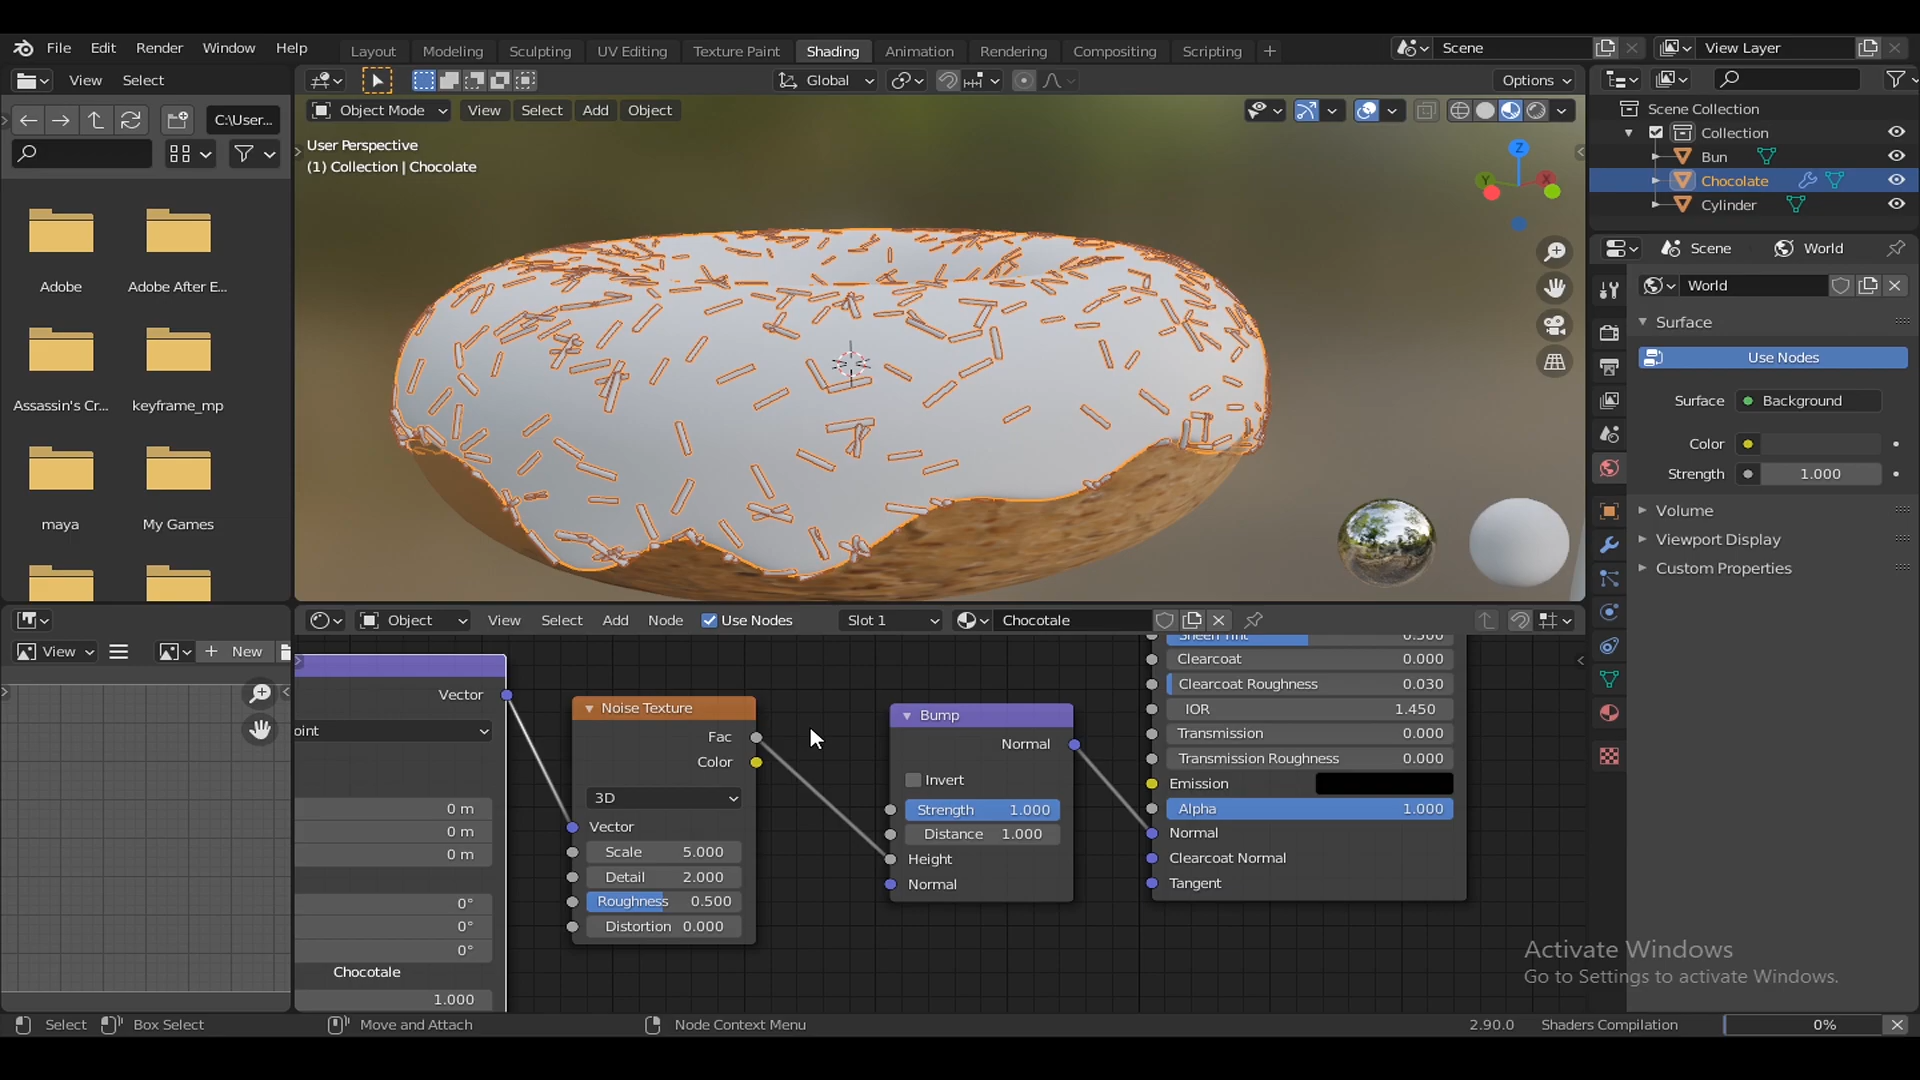 File Edit Render Window Help Layout Modeling Sculpting UV Editing Texture Paint Shading Animation Rendering Compositing Scripting + Scene View Layer
View Select Global Options
Object Mode View Select Add Object
C:\User...
User Perspective
(1) Collection | Chocolate
Z
Y
X
Scene Collection
Collection
Bun
Chocolate
Cylinder
Scene World
World
Surface
Use Nodes
Surface Background
Color
Strength 1.000
Volume
Viewport Display
Custom Properties
Adobe Adobe After E...
Assassin's Cr... keyframe_mp
maya My Games
View + New
Object View Select Add Node Use Nodes Slot 1 Chocotale
Vector
oint
0 m
0 m
0 m
0°
0°
0°
Chocotale
1.000
Noise Texture
Fac
Color
3D
Vector
Scale 5.000
Detail 2.000
Roughness 0.500
Distortion 0.000
Bump
Normal
Invert
Strength 1.000
Distance 1.000
Height
Normal
Sheen Tint 0.500
Clearcoat 0.000
Clearcoat Roughness 0.030
IOR 1.450
Transmission 0.000
Transmission Roughness 0.000
Emission
Alpha 1.000
Normal
Clearcoat Normal
Tangent
Activate Windows
Go to Settings to activate Windows.
Select Box Select Move and Attach Node Context Menu 2.90.0 Shaders Compilation 0%